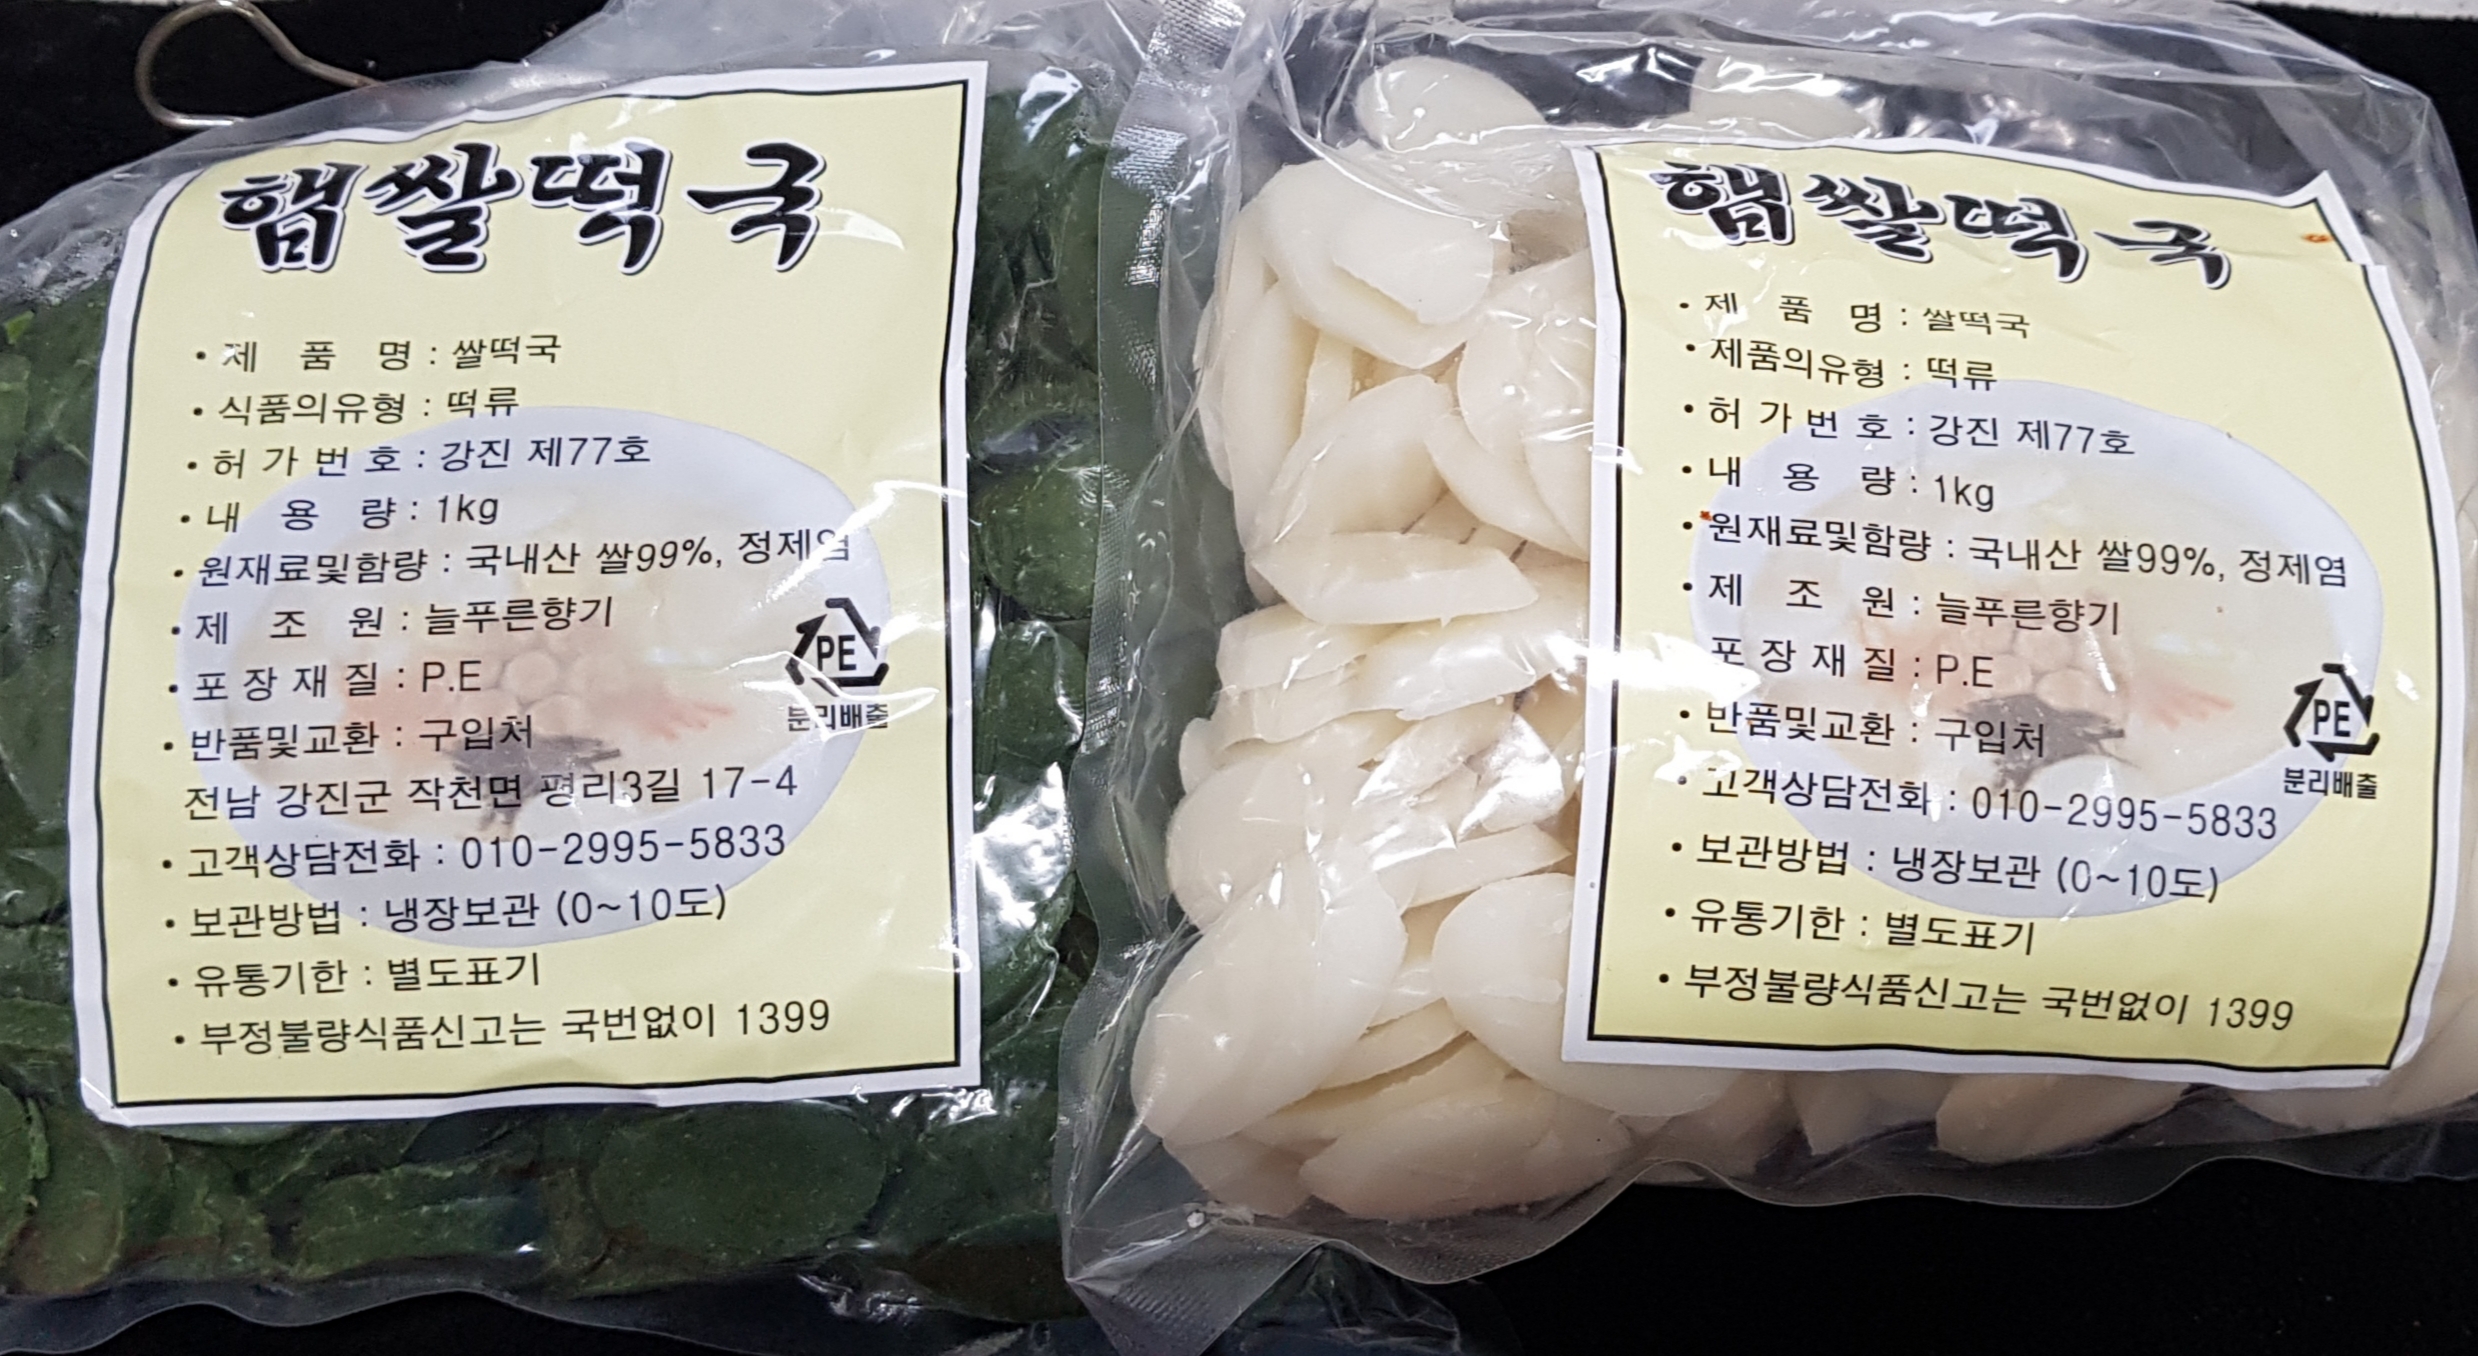 햅쌀떡국
• 제 품 명 : 쌀떡국
• 식품의유형 : 떡류
• 허 가 번 호 : 강진 제77호
• 내 용 량 : 1kg
• 원재료및함량 : 국내산 쌀99%, 정제염
• 제 조 원 : 늘푸른향기
• 포 장 재 질 : P.E
• 반품및교환 : 구입처
전남 강진군 작천면 평리3길 17-4
• 고객상담전화 : 010-2995-5833
• 보관방법 : 냉장보관 (0~10도)
• 유통기한 : 별도표기
• 부정불량식품신고는 국번없이 1399
PE
분리배출
햅쌀떡국
• 제 품 명 : 쌀떡국
• 제품의유형 : 떡류
• 허 가 번 호 : 강진 제77호
• 내 용 량 : 1kg
• 원재료및함량 : 국내산 쌀99%, 정제염
• 제 조 원 : 늘푸른향기
포 장 재 질 : P.E
• 반품및교환 : 구입처
• 고객상담전화 : 010-2995-5833
• 보관방법 : 냉장보관 (0~10도)
• 유통기한 : 별도표기
• 부정불량식품신고는 국번없이 1399
PE
분리배출